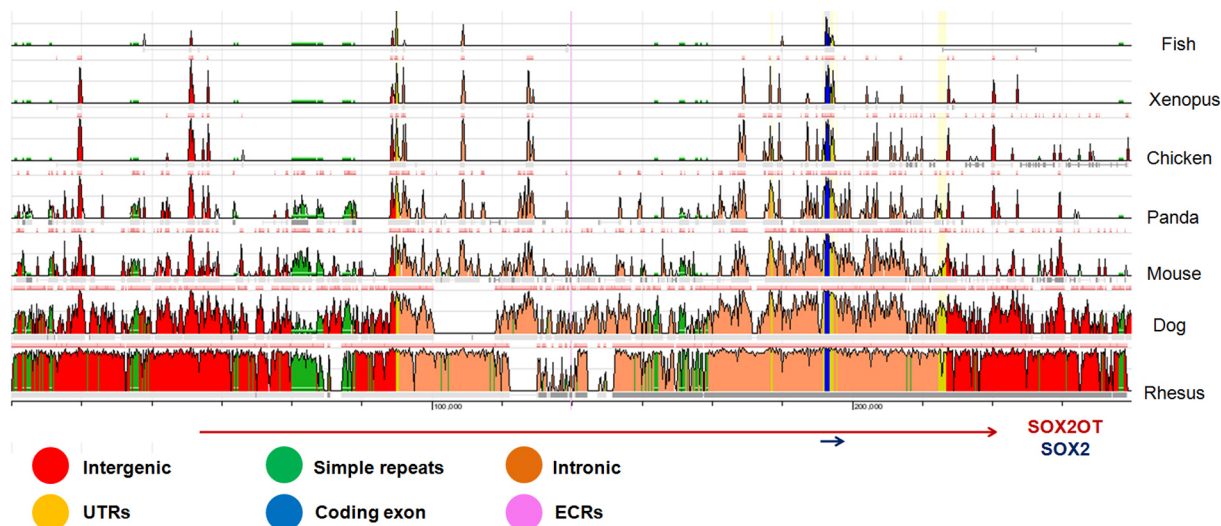 Fish
Xenopus
Chicken
Panda
Mouse
Dog
Rhesus
100,000 200,000
SOX2OT
SOX2
Intergenic Simple repeats Intronic
UTRs Coding exon ECRs